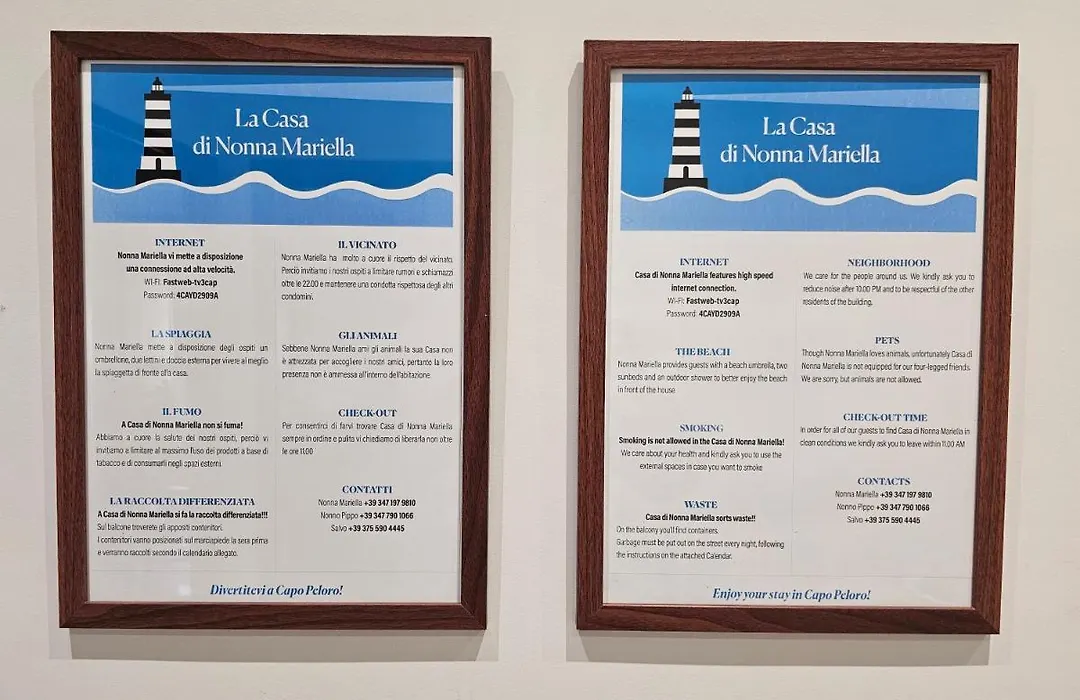 La Casa
di Nonna Mariella
INTERNET
Nonna Mariella vi mette a disposizione
una connessione ad alta velocità.
WI-FI: Fastweb-tv3cap
Password: 4CAYD2909A
LA SPIAGGIA
Nonna Mariella mette a disposizione degli ospiti un
ombrellone, due lettini e doccia esterna per vivere al meglio
la spiaggetta di fronte alla casa.
IL FUMO
A Casa di Nonna Mariella non si fuma!
Abbiamo a cuore la salute dei nostri ospiti, perciò vi
invitiamo a limitare al massimo l'uso dei prodotti a base di
tabacco e di consumarli negli spazi esterni.
LA RACCOLTA DIFFERENZIATA
A Casa di Nonna Mariella si fa la raccolta differenziata!!!
Sul balcone troverete gli appositi contenitori.
I contenitori vanno posizionati sul marciapiede la sera prima
e verranno raccolti secondo il calendario allegato.
IL VICINATO
Nonna Mariella ha molto a cuore il rispetto del vicinato.
Perciò invitiamo i nostri ospiti a limitare rumori e schiamazzi
oltre le 22.00 e mantenere una condotta rispettosa degli altri
condomini.
GLI ANIMALI
Sebbene Nonna Mariella ami gli animali la sua Casa non
è attrezzata per accogliere i nostri amici, pertanto la loro
presenza non è ammessa all'interno dell'abitazione.
CHECK-OUT
Per consentirci di farvi trovare Casa di Nonna Mariella
sempre in ordine e pulita vi chiediamo di liberarla non oltre
le ore 11.00
CONTATTI
Nonna Mariella +39 347 197 9810
Nonno Pippo +39 347 790 1066
Salvo +39 375 590 4445
Divertitevi a Capo Peloro!
La Casa
di Nonna Mariella
INTERNET
Casa di Nonna Mariella features high speed
internet connection.
WI-FI: Fastweb-tv3cap
Password: 4CAYD2909A
THE BEACH
Nonna Mariella provides guests with a beach umbrella, two
sunbeds and an outdoor shower to better enjoy the beach
in front of the house
SMOKING
Smoking is not allowed in the Casa di Nonna Mariella!
We care about your health and kindly ask you to use the
external spaces in case you want to smoke
WASTE
Casa di Nonna Mariella sorts waste!!
On the balcony you'll find containers.
Garbage must be put out on the street every night, following
the instructions on the attached Calendar.
NEIGHBORHOOD
We care for the people around us. We kindly ask you to
reduce noise after 10:00 PM and to be respectful of the other
residents of the building.
PETS
Though Nonna Mariella loves animals, unfortunately Casa di
Nonna Mariella is not equipped for our four-legged friends.
We are sorry, but animals are not allowed.
CHECK-OUT TIME
In order for all of our guests to find Casa di Nonna Mariella in
clean conditions we kindly ask you to leave within 11.00 AM
CONTACTS
Nonna Mariella +39 347 197 9810
Nonno Pippo +39 347 790 1066
Salvo +39 375 590 4445
Enjoy your stay in Capo Peloro!